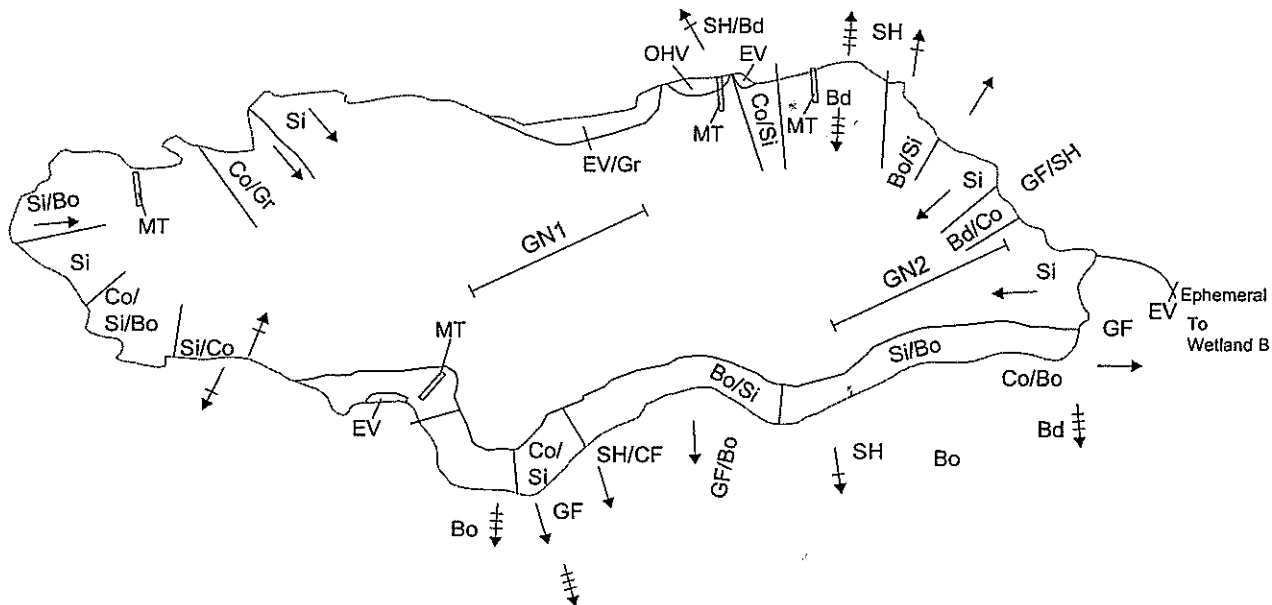 SH/Bd
SH
OHV
EV
Si
MT
Co/Si
MT
Bd
EV/Gr
Bo/Si
Co/Gr
Si/Bo
MT
Si
GF/SH
Bd/Co
GN1
GN2
Si
Si
Co/
Si/Bo
Si/Co
EV
Ephemeral
To
Wetland B
GF
MT
Si/Bo
Bo/Si
Co/Bo
EV
Co/
Si
SH/CF
GF/Bo
SH
Bo
Bd
Bo
GF